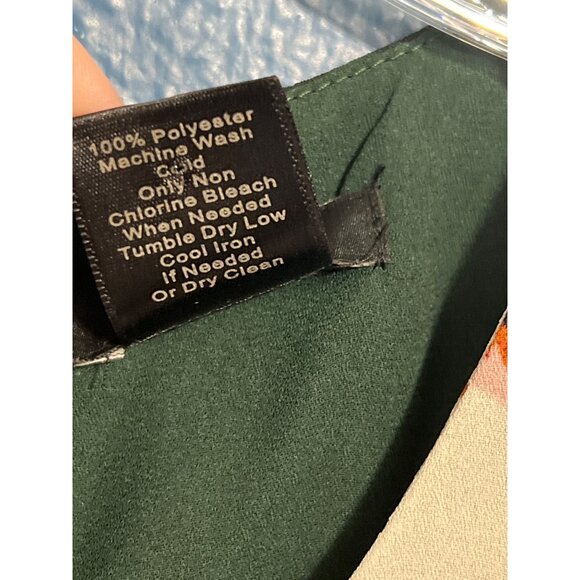 100% Polyester
Machine Wash
Cold
Only Non
Chlorine Bleach
When Needed
Tumble Dry Low
Cool Iron
If Needed
Or Dry Clean